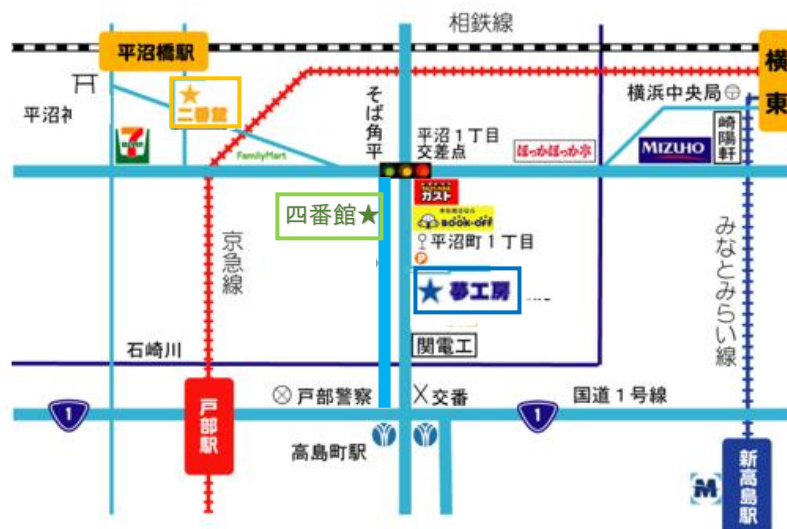 相鉄線
平沼橋駅
横
東
二番館
平沼神
そば角平
平沼1丁目
交差点
横浜中央局
崎陽軒
MIZUHO
ほっかほっか亭
7
ELEVEN
FamilyMart
ガスト
BOOK-OFF
四番館★
平沼町1丁目
P
★夢工房
京急線
みなとみらい線
石崎川
関電工
戸部警察
交番
国道1号線
1
1
戸部駅
高島町駅
M
新高島駅